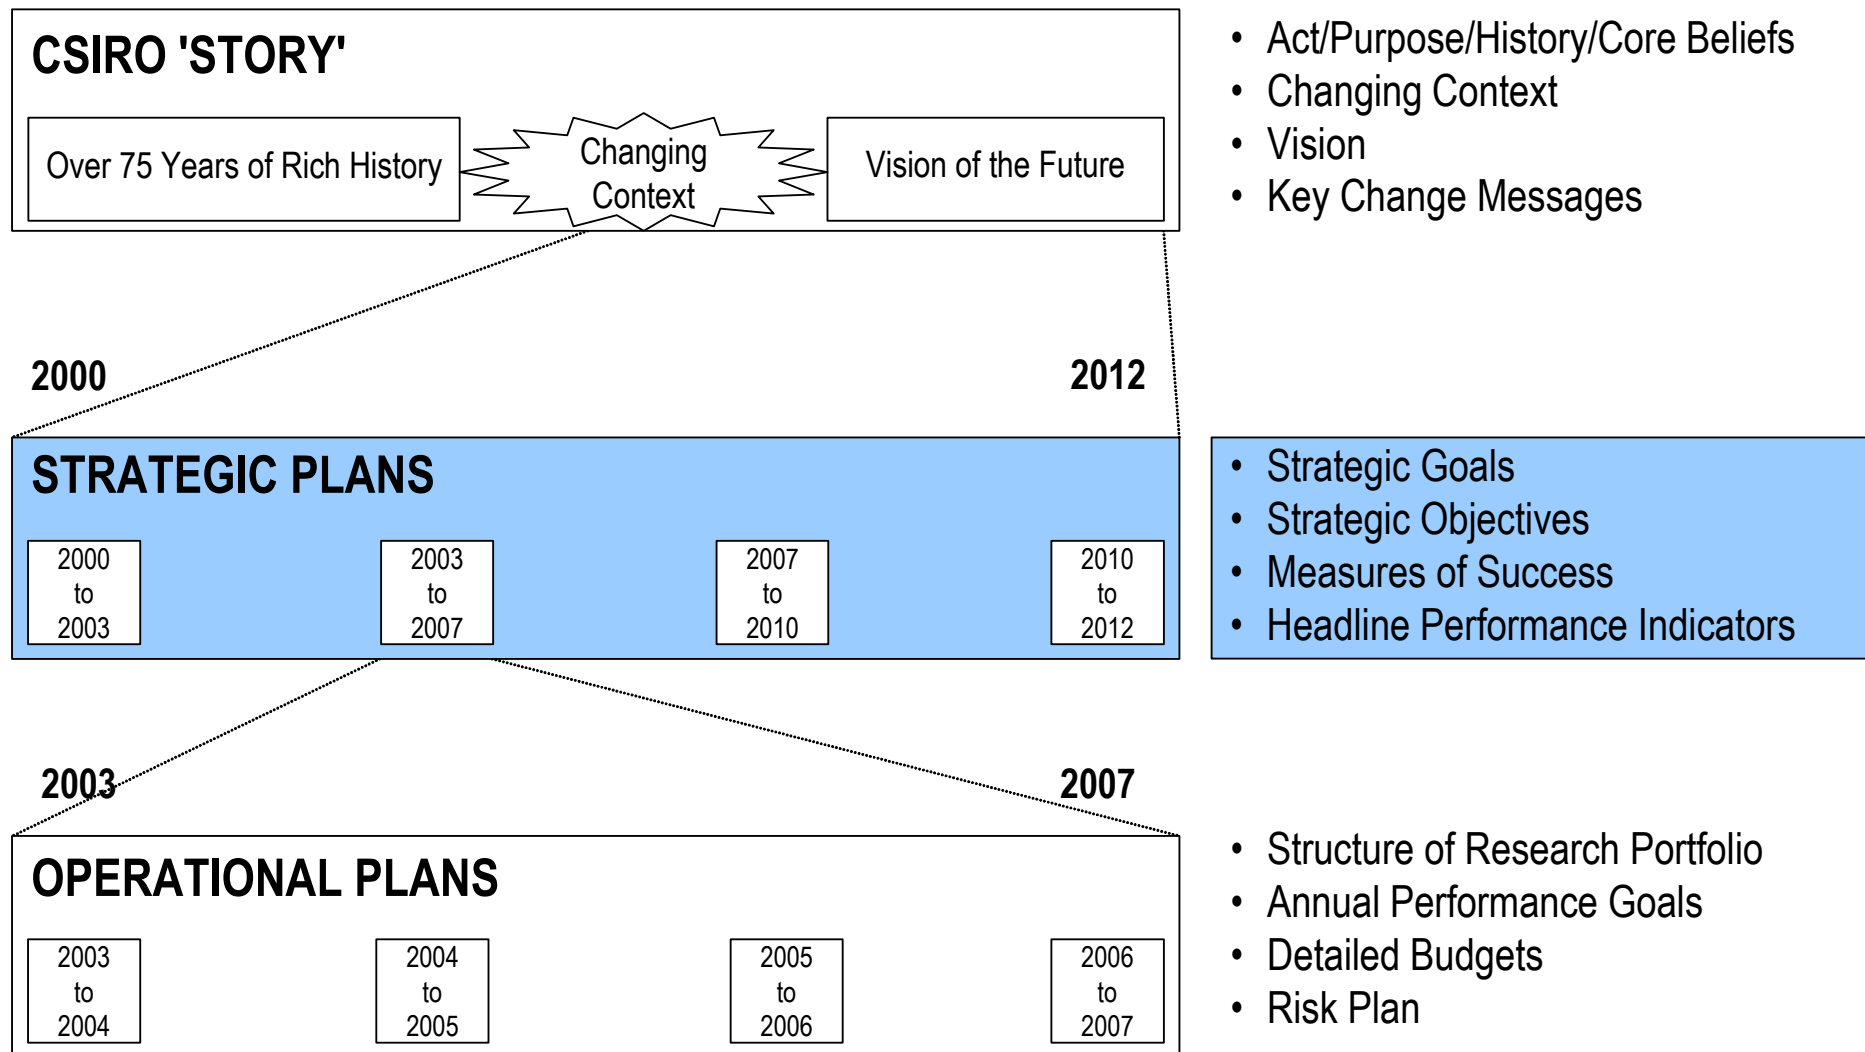 CSIRO 'STORY'
Over 75 Years of Rich History
Changing
Context
Vision of the Future
• Act/Purpose/History/Core Beliefs
• Changing Context
• Vision
• Key Change Messages
2000
2012
STRATEGIC PLANS
2000
to
2003
2003
to
2007
2007
to
2010
2010
to
2012
• Strategic Goals
• Strategic Objectives
• Measures of Success
• Headline Performance Indicators
2003
2007
OPERATIONAL PLANS
2003
to
2004
2004
to
2005
2005
to
2006
2006
to
2007
• Structure of Research Portfolio
• Annual Performance Goals
• Detailed Budgets
• Risk Plan